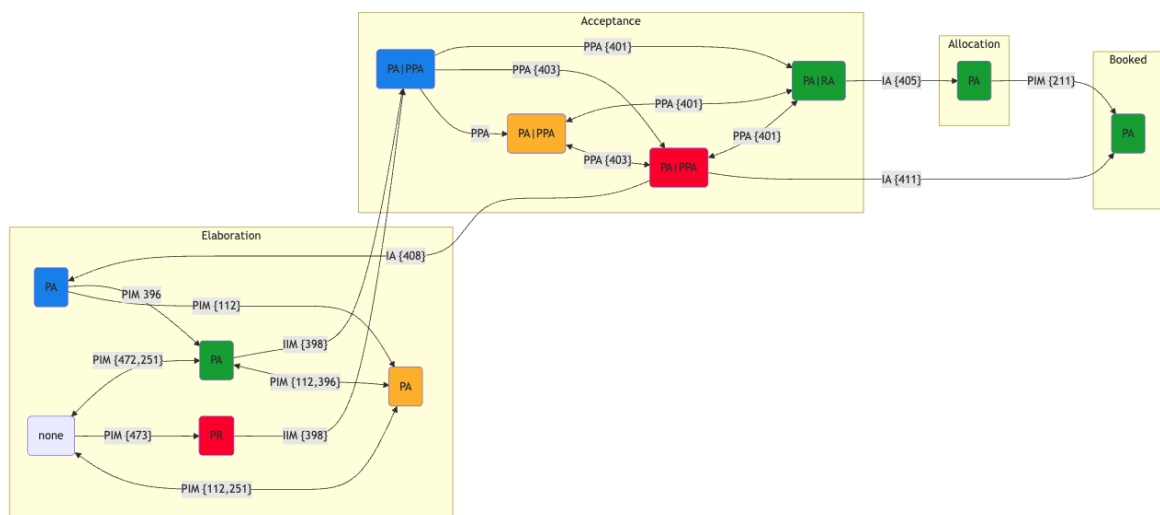 Acceptance
PA|PPA
PPA {401}
PPA {403}
PPA
PA|PPA
PPA {401}
PPA {403}
PA|PPA
PPA {401}
PA|RA
IA {405}
Allocation
PA
PIM {211}
Booked
PA
IA {411}
Elaboration
IA {408}
PA
PIM 396
PIM {112}
PIM {472,251}
PA
IIM {398}
PIM {112,396}
PA
none
PIM {473}
PR
IIM {398}
PIM {112,251}